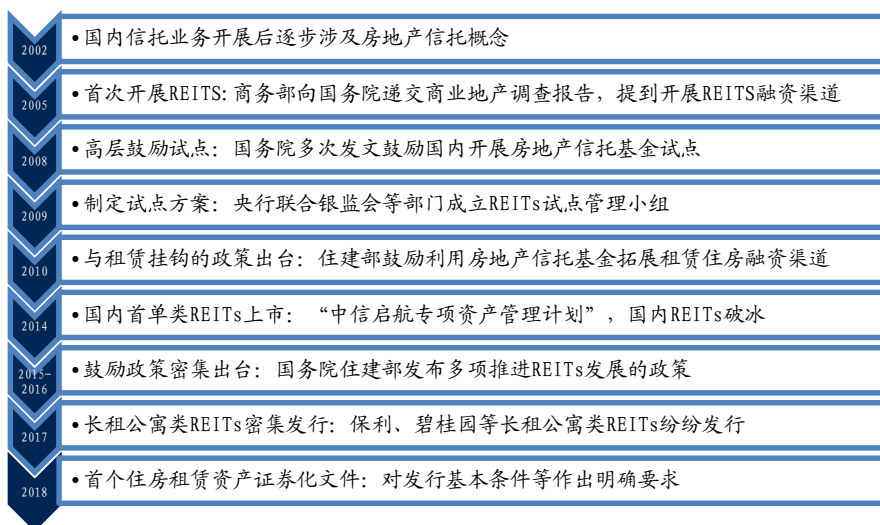 2002
•国内信托业务开展后逐步涉及房地产信托概念
2005
•首次开展REITS:商务部向国务院递交商业地产调查报告，提到开展REITS融资渠道
2008
•高层鼓励试点：国务院多次发文鼓励国内开展房地产信托基金试点
2009
•制定试点方案：央行联合银监会等部门成立REITs试点管理小组
2010
•与租赁挂钩的政策出台：住建部鼓励利用房地产信托基金拓展租赁住房融资渠道
2014
•国内首单类REITs上市：“中信启航专项资产管理计划”，国内REITs破冰
2015-
2016
•鼓励政策密集出台：国务院住建部发布多项推进REITs发展的政策
2017
•长租公寓类REITs密集发行：保利、碧桂园等长租公寓类REITs纷纷发行
2018
•首个住房租赁资产证券化文件：对发行基本条件等作出明确要求